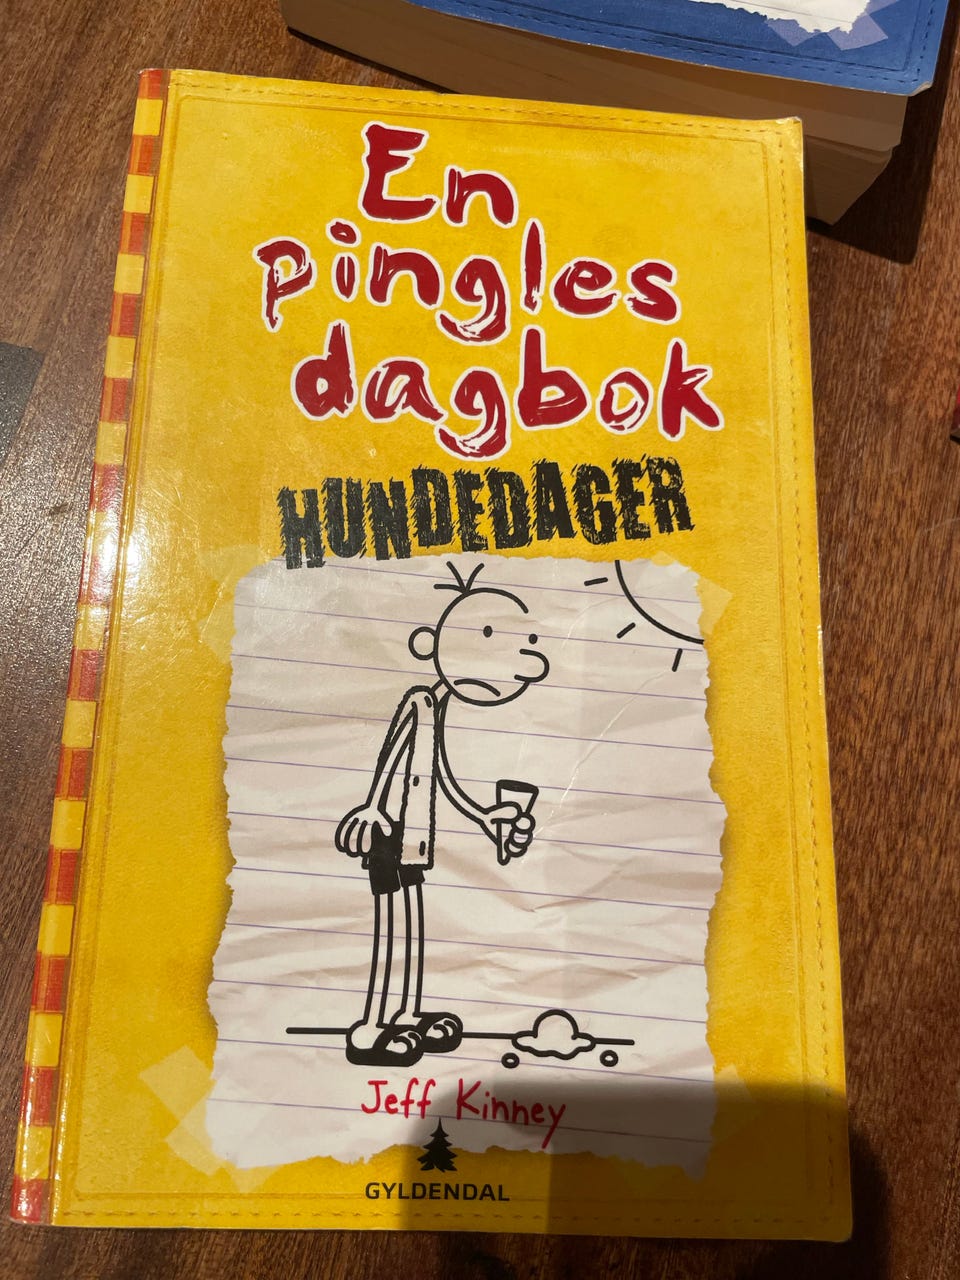 En
pingles
dagbok
HUNDEDAGER
Jeff Kinney
GYLDENDAL